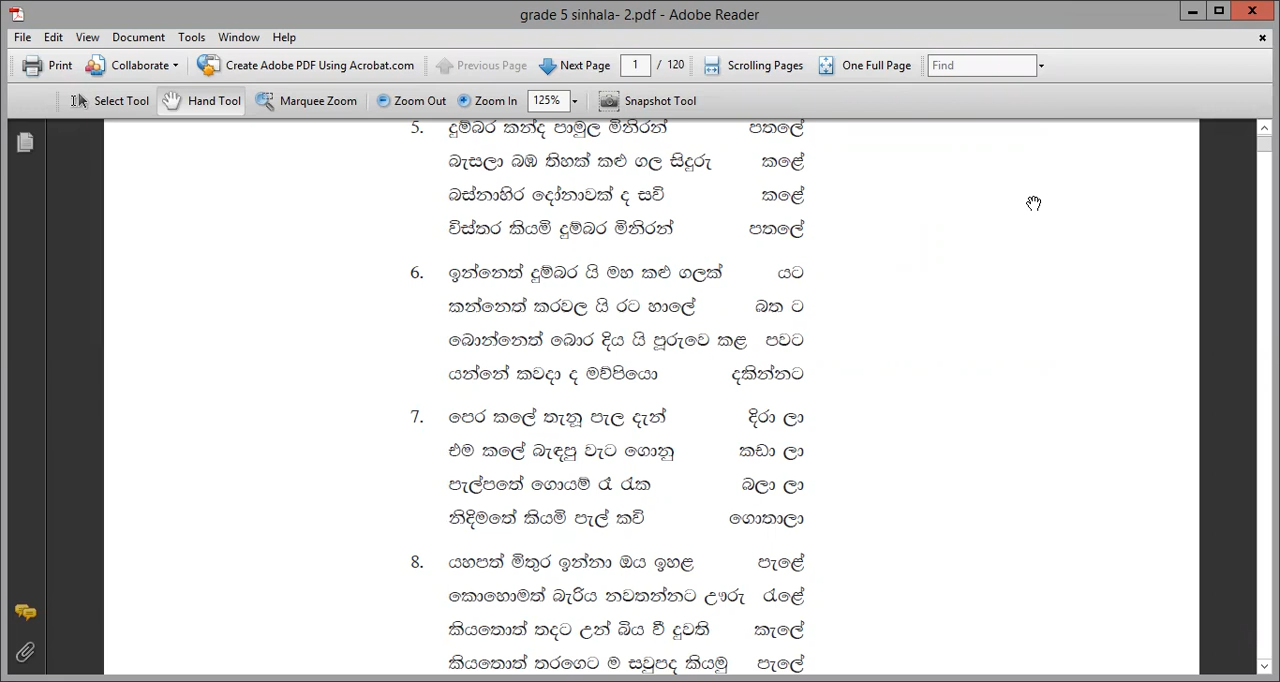 grade 5 sinhala- 2.pdf - Adobe Reader
File Edit View Document Tools Window Help
Print Collaborate Create Adobe PDF Using Acrobat.com Previous Page Next Page 1 / 120 Scrolling Pages One Full Page Find
Select Tool Hand Tool Marquee Zoom Zoom Out Zoom In 125% Snapshot Tool
5. දුම්බර කන්ද පාමුල මිනිරන් පතලේ
බැසලා බඹ තිහක් කළු ගල සිදුරු කළේ
බස්නාහිර දෝනාවක් ද සවි කළේ
විස්තර කියමි දුම්බර මිනිරන් පතලේ
6. ඉන්නෙත් දුම්බර යි මහ කළු ගලක් යට
කන්නෙත් කරවල යි රට හාලේ බත ට
බොන්නෙත් බොර දිය යි පූරුවෙ කළ පවට
යන්නේ කවදා ද මව්පියො දකින්නට
7. පෙර කලේ තැනූ පැල දැන් දිරා ලා
එම කලේ බැඳපු වැට ගොනු කඩා ලා
පැල්පතේ ගොයම් රෑ රැක බලා ලා
නිදිමතේ කියමි පැල් කවි ගොතාලා
8. යහපත් මිතුර ඉන්නා ඔය ඉහළ පැළේ
කොහොමත් බැරිය නවතන්නට ඌරු රැළේ
කියතොත් තදට උන් බිය වී දුවති කැලේ
කියතොත් තරගෙට ම සවුපද කියමු පැලේ